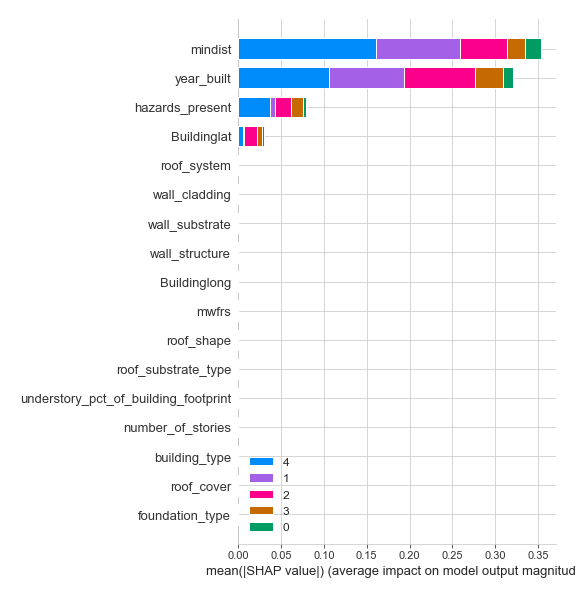 mindist
year_built
hazards_present
Buildinglat
roof_system
wall_cladding
wall_substrate
wall_structure
Buildinglong
mwfrs
roof_shape
roof_substrate_type
understory_pct_of_building_footprint
number_of_stories
building_type
roof_cover
foundation_type
4
1
2
3
0
0.00 0.05 0.10 0.15 0.20 0.25 0.30 0.35
mean(|SHAP value|) (average impact on model output magnitud